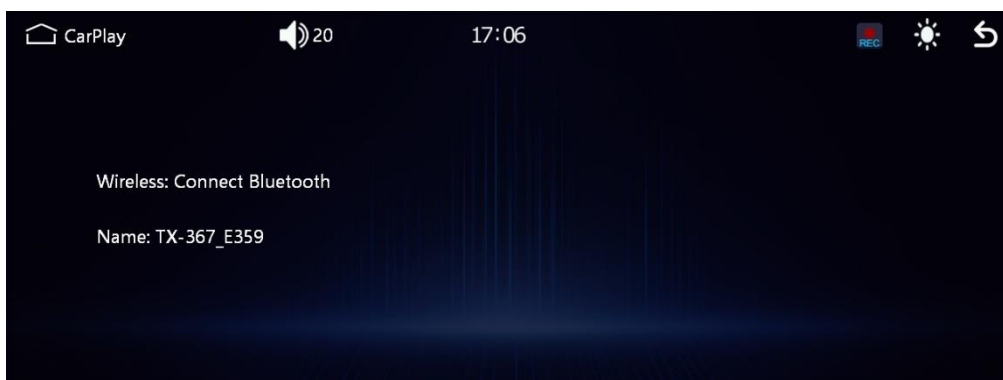 CarPlay 20 17:06 REC
Wireless: Connect Bluetooth
Name: TX-367_E359